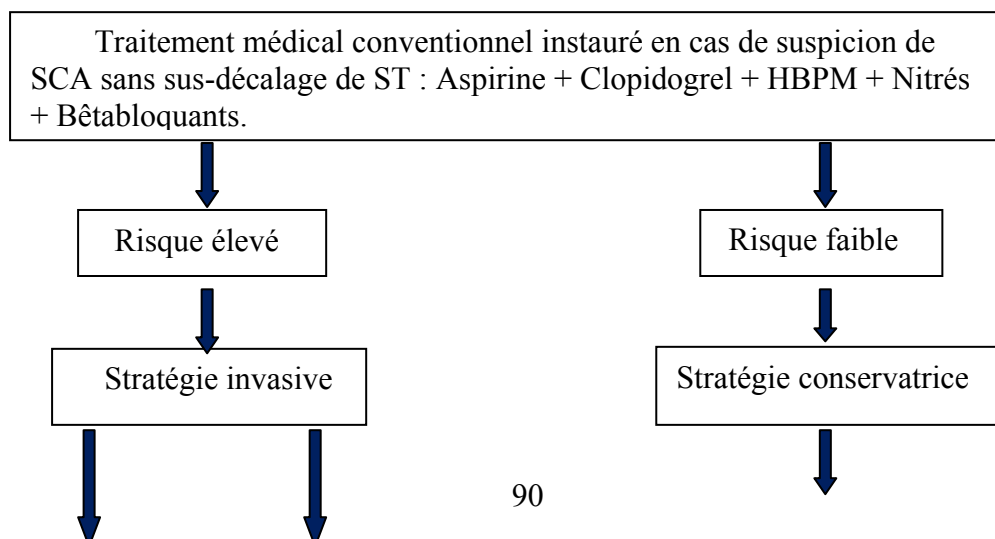 Traitement médical conventionnel instauré en cas de suspicion de
SCA sans sus-décalage de ST : Aspirine + Clopidogrel + HBPM + Nitrés
+ Bêtabloquants.
Risque élevé
Risque faible
Stratégie invasive
Stratégie conservatrice
90